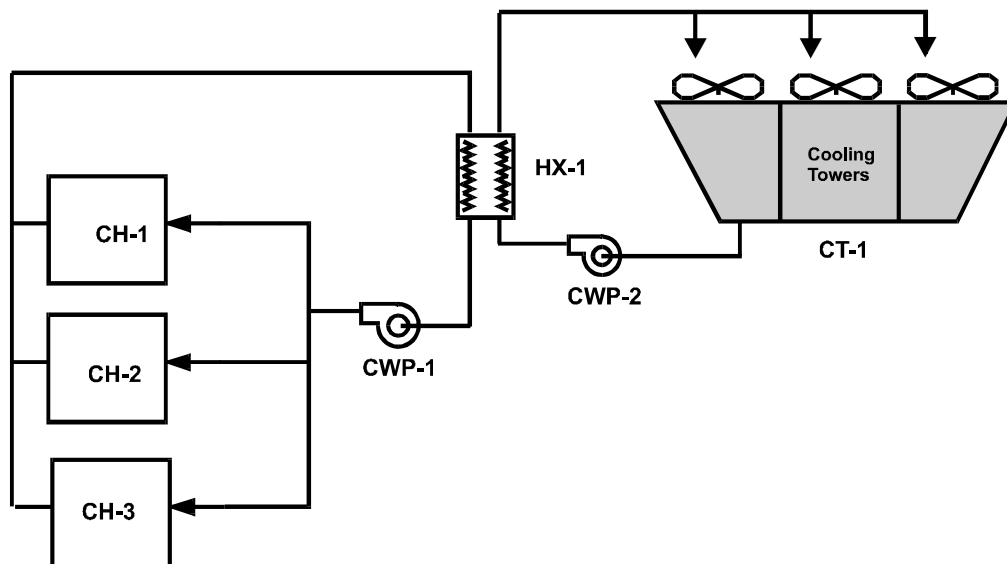 HX-1
Cooling
Towers
CT-1
CH-1
CWP-2
CWP-1
CH-2
CH-3